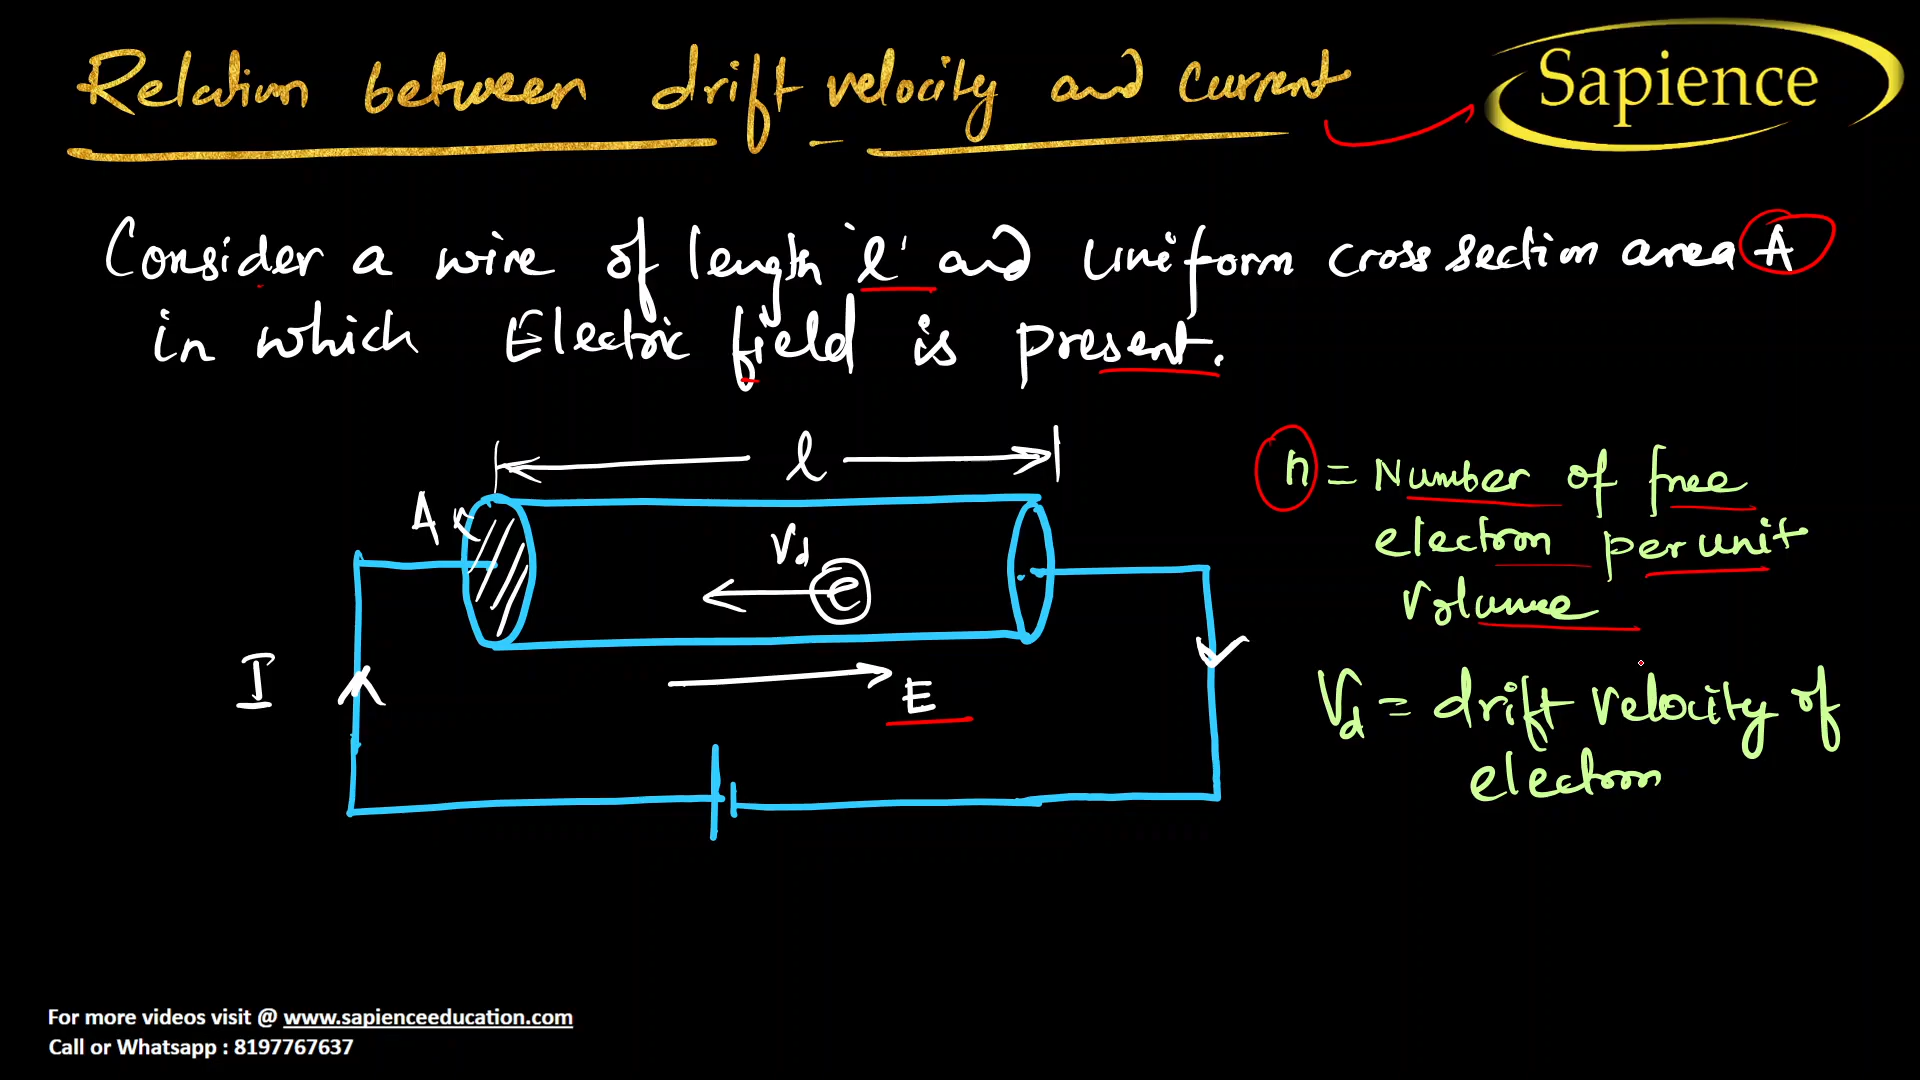 Relation between drift velocity and current
Sapience
Consider a wire of length 'l' and uniform cross section area A
in which Electric field is present.
l
A
Vd
e
I
E
n = Number of free
electron per unit
volume
Vd = drift velocity of
electron
For more videos visit @ www.sapienceeducation.com
Call or Whatsapp : 8197767637